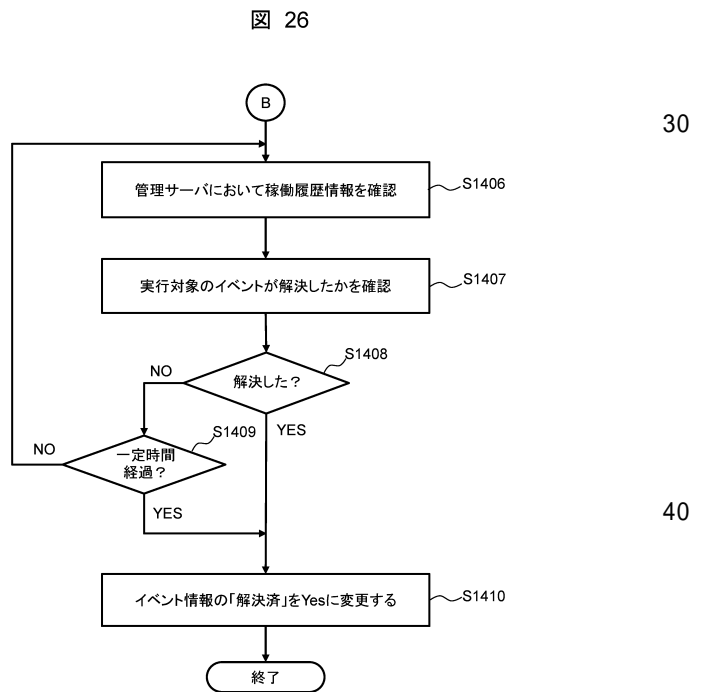 図 26
B
30
管理サーバにおいて稼働履歴情報を確認
S1406
実行対象のイベントが解決したかを確認
S1407
解決した？
S1408
NO
YES
一定時間
経過？
S1409
NO
YES
40
イベント情報の「解決済」をYesに変更する
S1410
終了